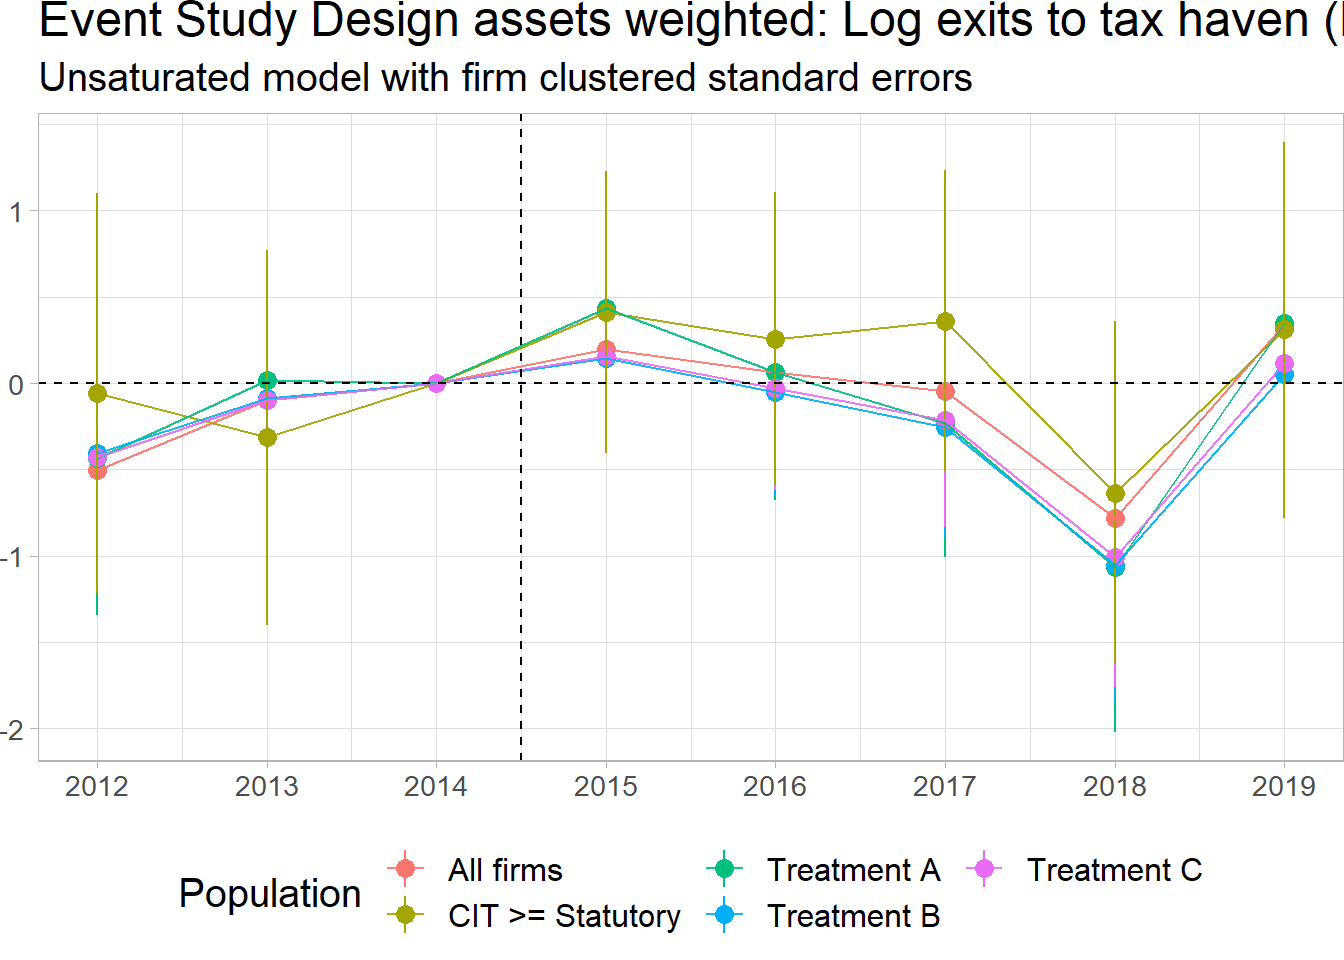 Event Study Design assets weighted: Log exits to tax haven (
Unsaturated model with firm clustered standard errors
1
0
-1
-2
2012 2013 2014 2015 2016 2017 2018 2019
Population
All firms Treatment A Treatment C
CIT >= Statutory Treatment B